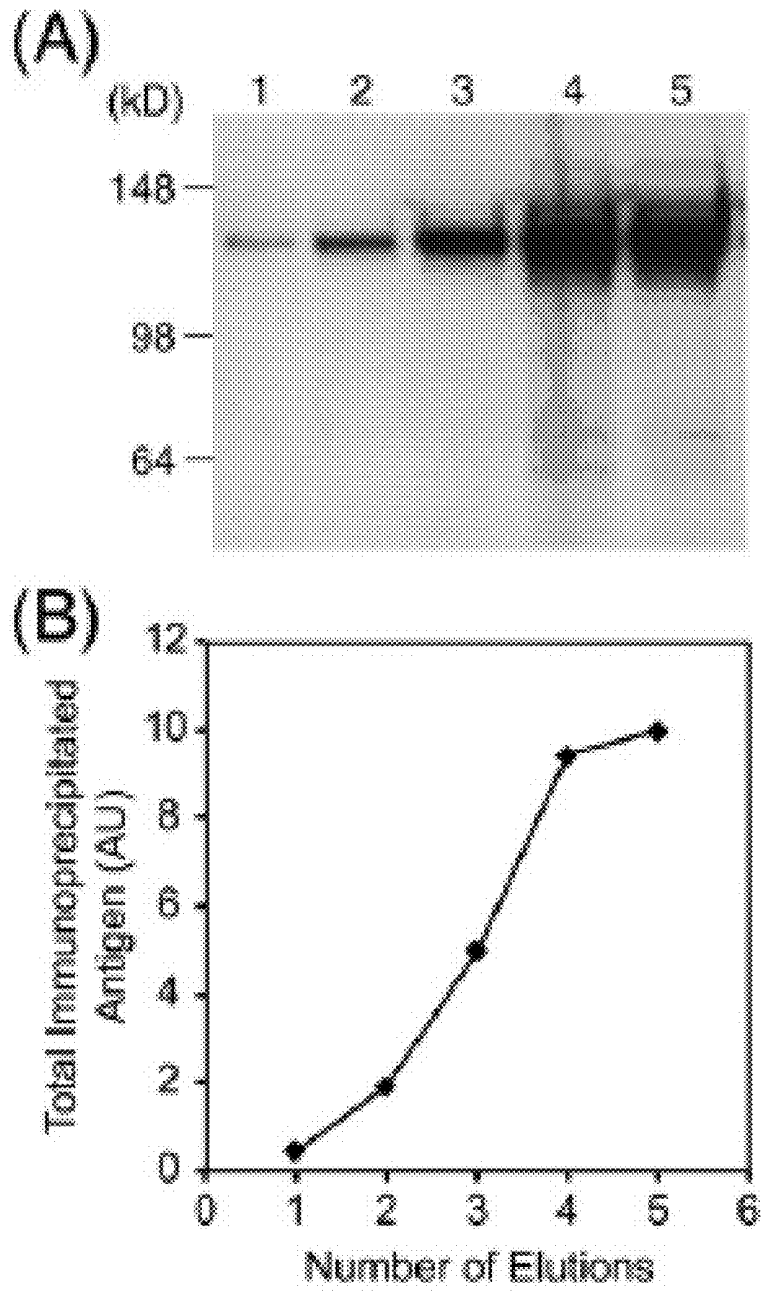 (A)
(kD) 1 2 3 4 5
148
98
64
(B)
Total Immunoprecipitated
Antigen (AU)
12
10
8
6
4
2
0
0 1 2 3 4 5 6
Number of Elutions